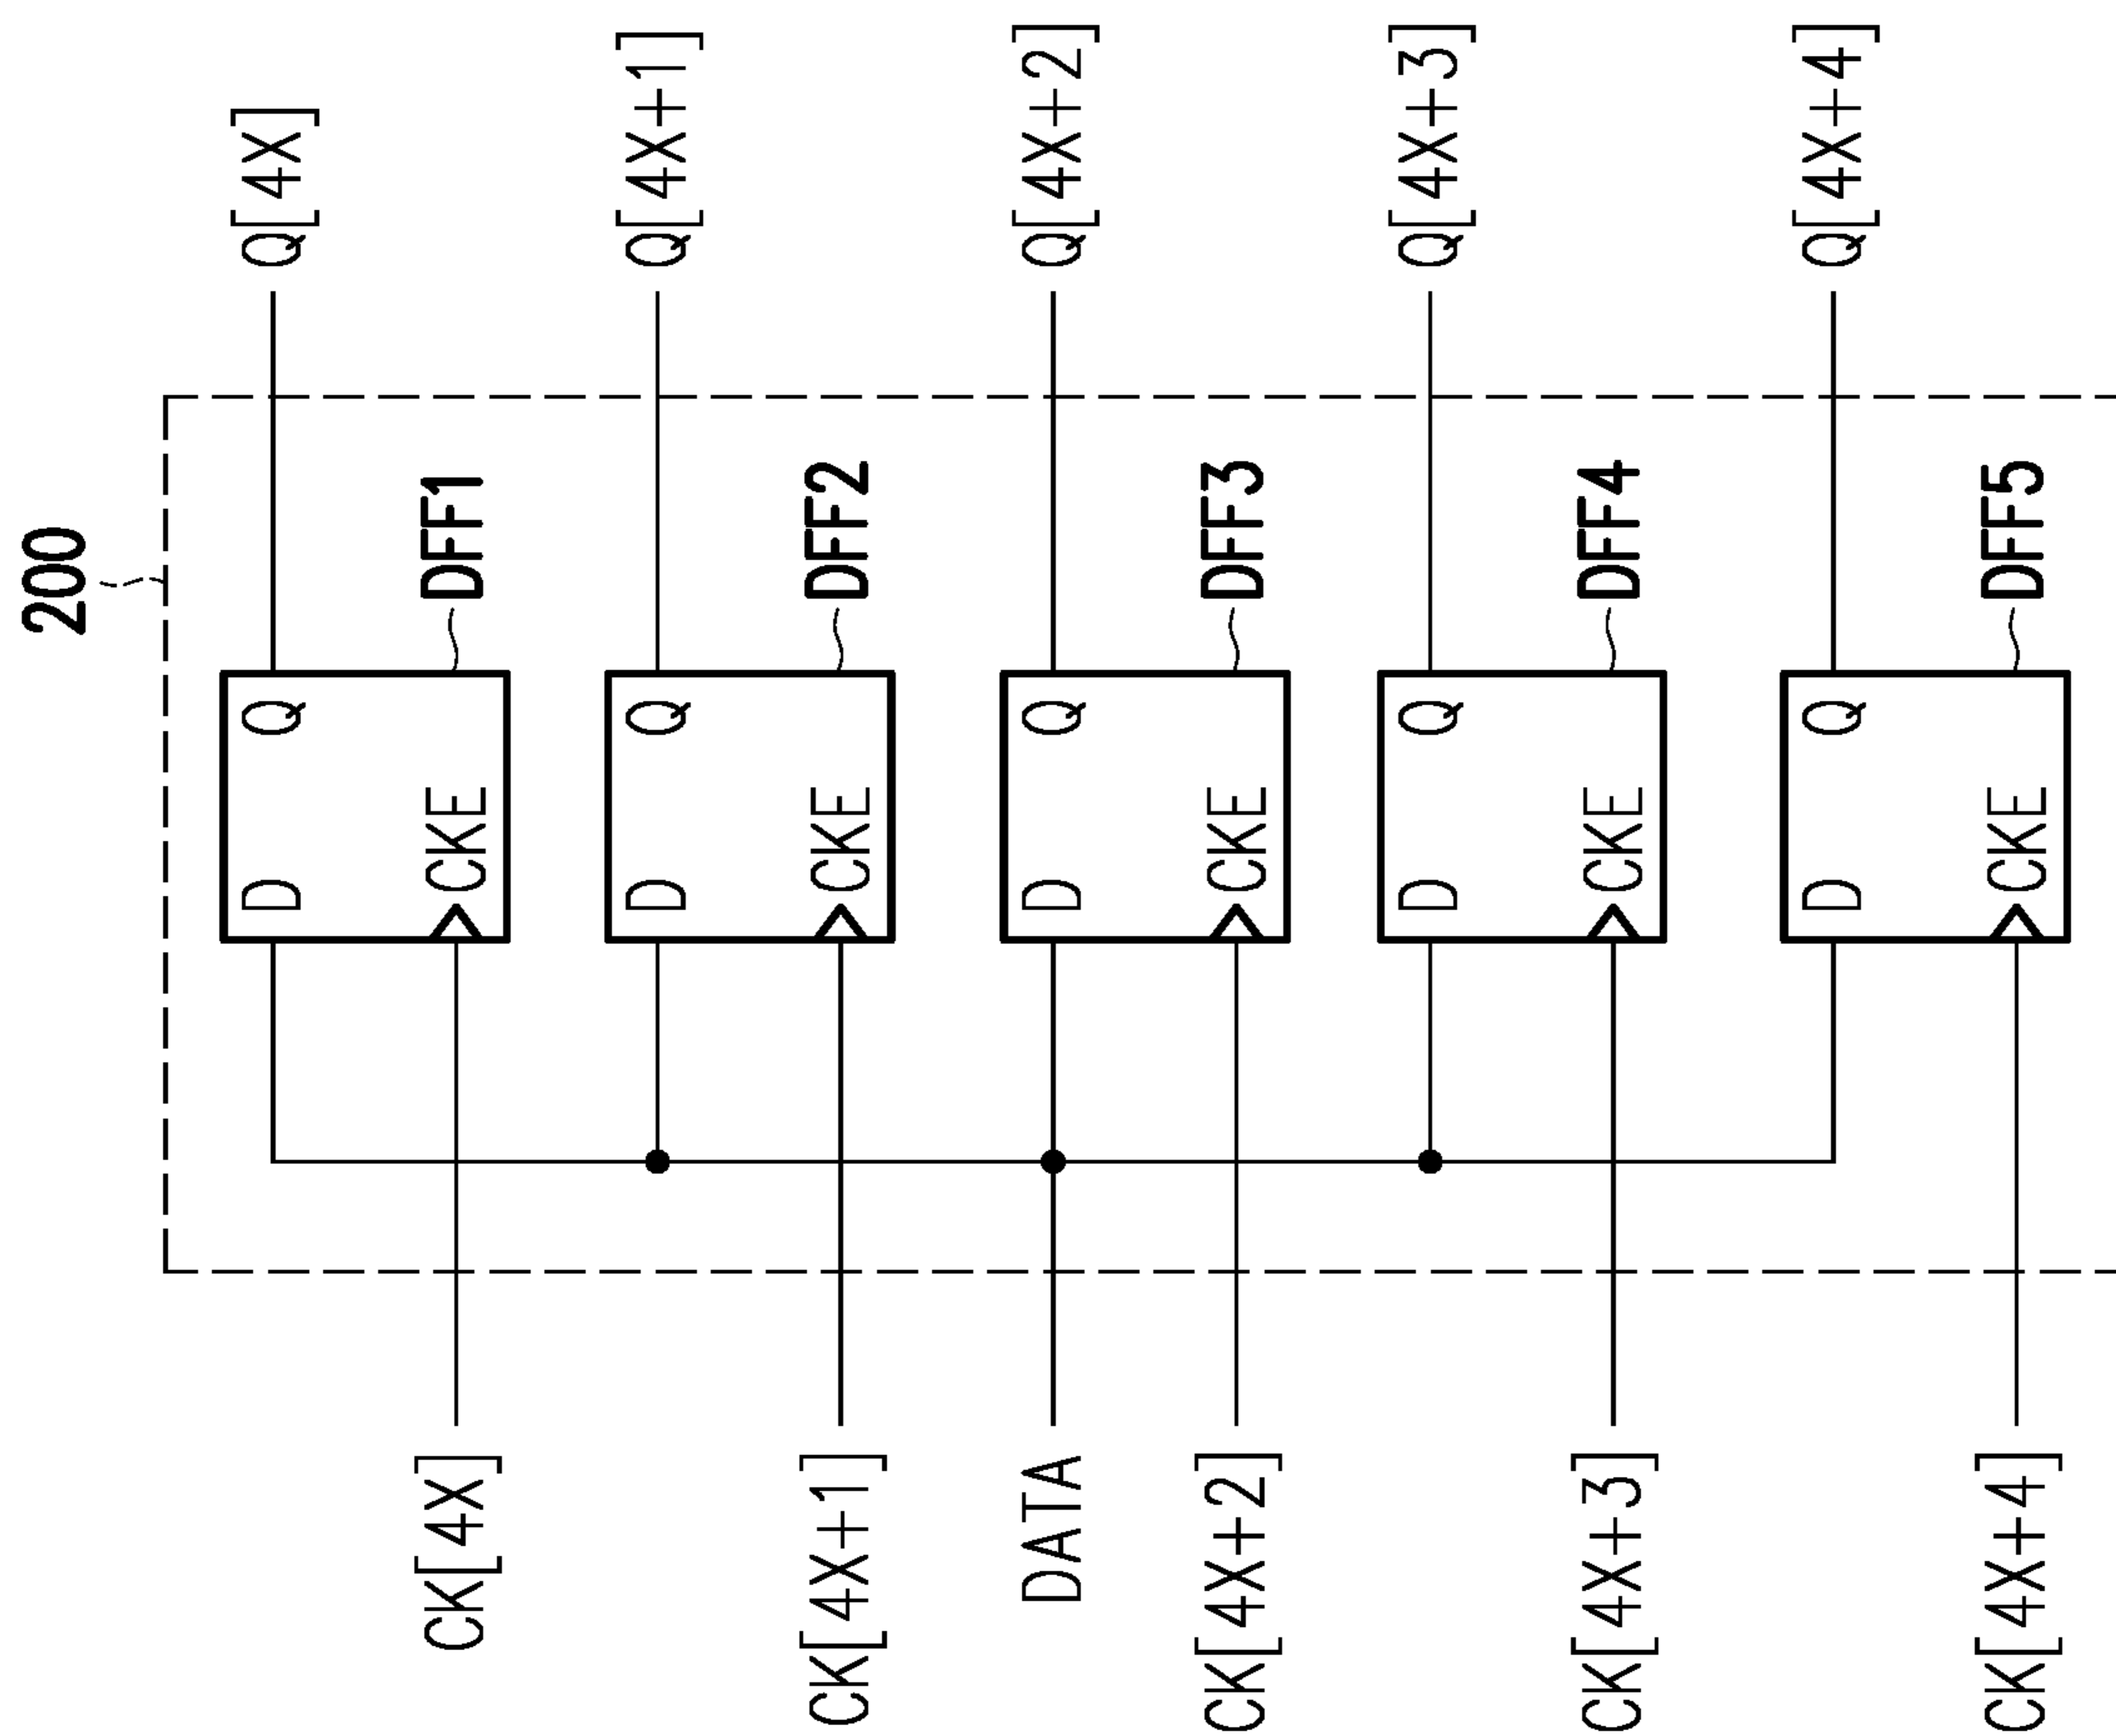 200
Q[4X]
Q[4X+1]
Q[4X+2]
Q[4X+3]
Q[4X+4]
DFF1
DFF2
DFF3
DFF4
DFF5
Q
Q
Q
Q
Q
D
CKE
D
CKE
D
CKE
D
CKE
D
CKE
CK[4X]
CK[4X+1]
DATA
CK[4X+2]
CK[4X+3]
CK[4X+4]